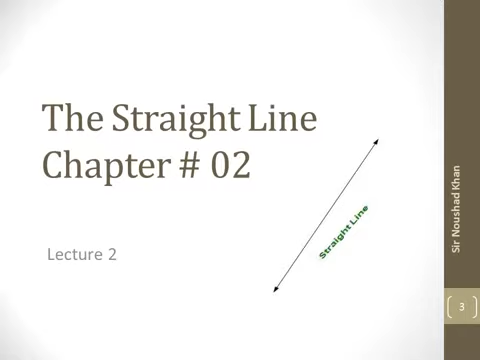 The Straight Line
Chapter # 02
Lecture 2
Straight Line
Sir Noushad Khan
3